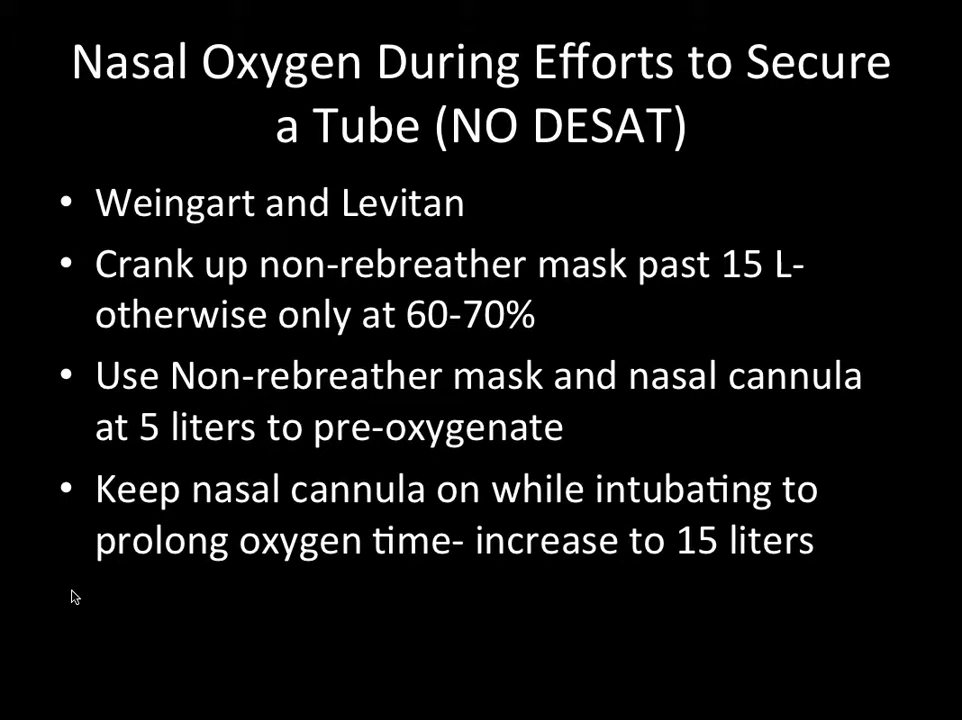 Nasal Oxygen During Efforts to Secure
a Tube (NO DESAT)
• Weingart and Levitan
• Crank up non-rebreather mask past 15 L-
otherwise only at 60-70%
• Use Non-rebreather mask and nasal cannula
at 5 liters to pre-oxygenate
• Keep nasal cannula on while intubating to
prolong oxygen time- increase to 15 liters